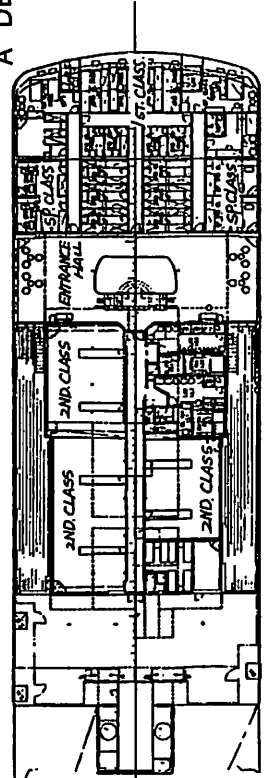 A DE
1ST. CLASS
SP. CLASS
SP. CLASS
ENTRANCE
HALL
2ND. CLASS
2ND. CLASS
2ND. CLASS